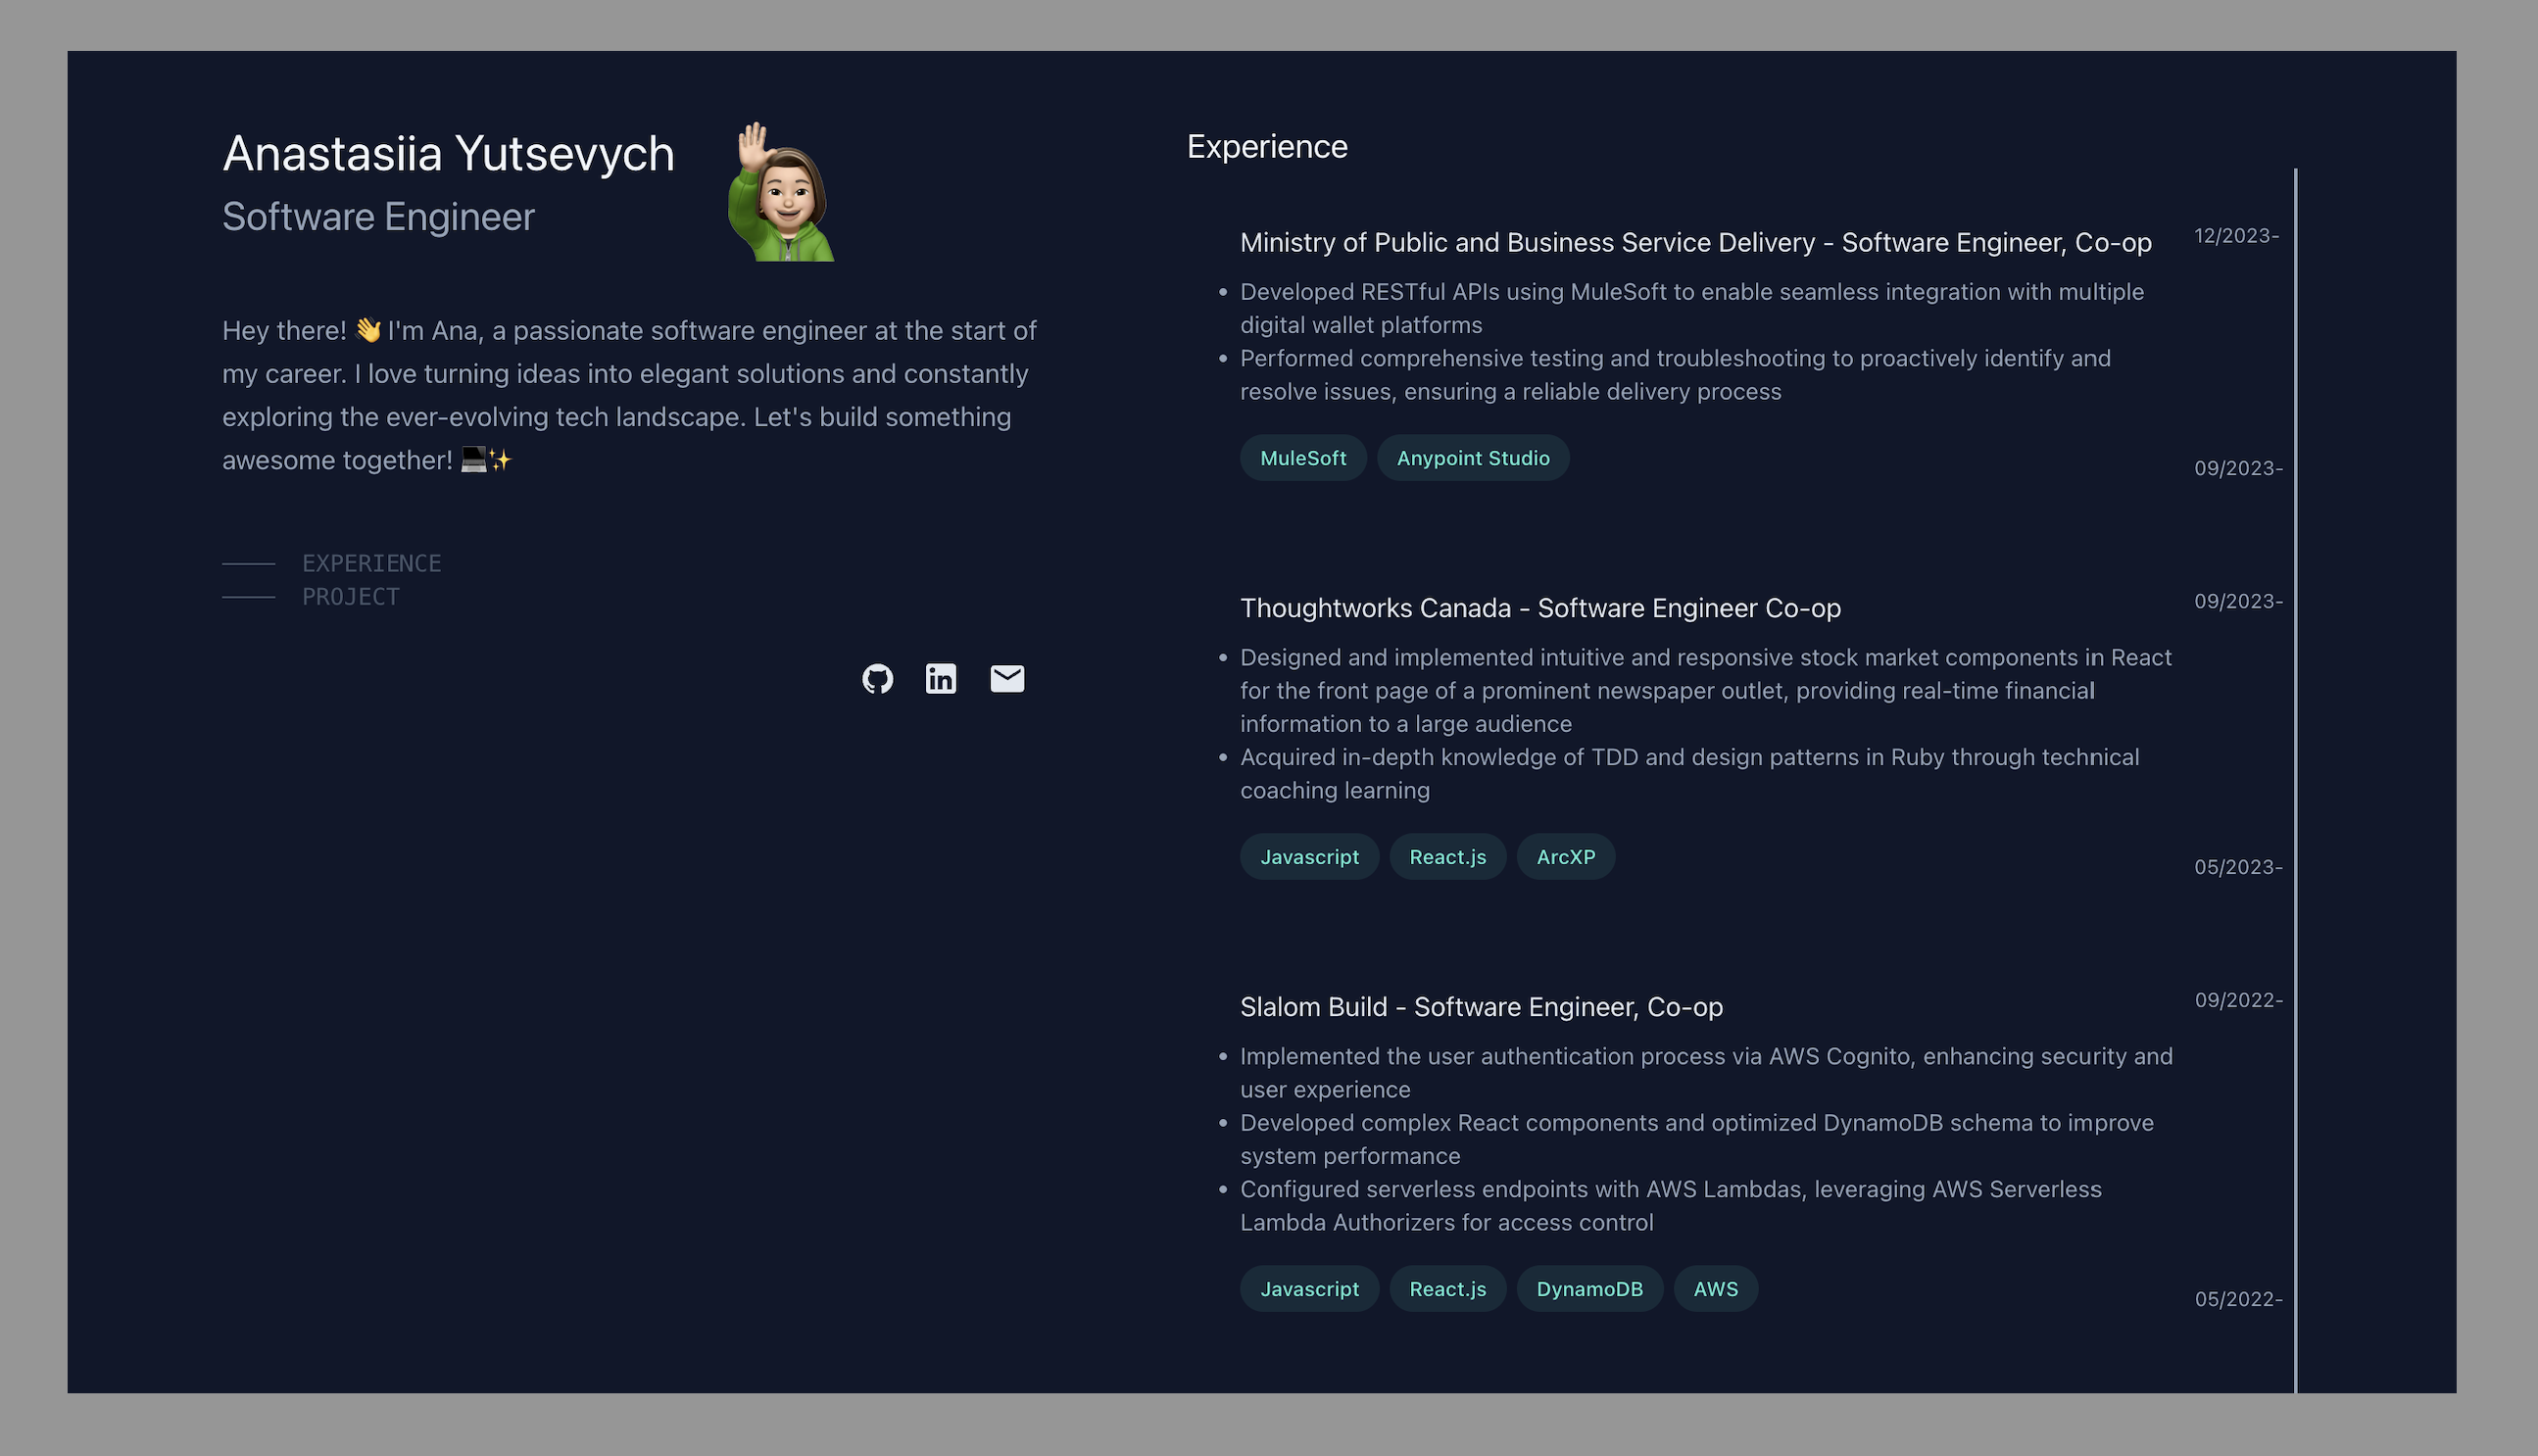 Anastasiia Yutsevych
Software Engineer
Hey there! 👋 I'm Ana, a passionate software engineer at the start of
my career. I love turning ideas into elegant solutions and constantly
exploring the ever-evolving tech landscape. Let's build something
awesome together! 💻✨
EXPERIENCE
PROJECT
Experience
Ministry of Public and Business Service Delivery - Software Engineer, Co-op
12/2023-
• Developed RESTful APIs using MuleSoft to enable seamless integration with multiple
digital wallet platforms
• Performed comprehensive testing and troubleshooting to proactively identify and
resolve issues, ensuring a reliable delivery process
MuleSoft Anypoint Studio
09/2023-
Thoughtworks Canada - Software Engineer Co-op
09/2023-
• Designed and implemented intuitive and responsive stock market components in React
for the front page of a prominent newspaper outlet, providing real-time financial
information to a large audience
• Acquired in-depth knowledge of TDD and design patterns in Ruby through technical
coaching learning
Javascript React.js ArcXP
05/2023-
Slalom Build - Software Engineer, Co-op
09/2022-
• Implemented the user authentication process via AWS Cognito, enhancing security and
user experience
• Developed complex React components and optimized DynamoDB schema to improve
system performance
• Configured serverless endpoints with AWS Lambdas, leveraging AWS Serverless
Lambda Authorizers for access control
Javascript React.js DynamoDB AWS
05/2022-